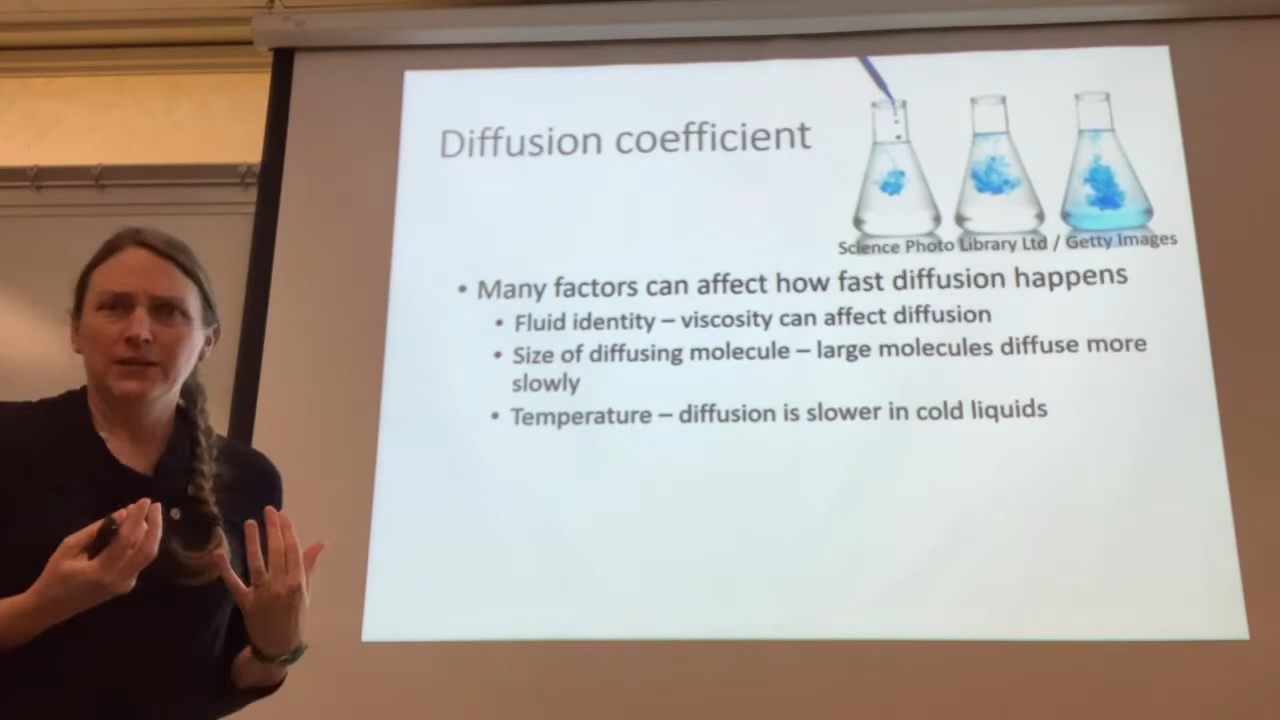 Diffusion coefficient
Science Photo Library Ltd / Getty Images
• Many factors can affect how fast diffusion happens
• Fluid identity – viscosity can affect diffusion
• Size of diffusing molecule – large molecules diffuse more
slowly
• Temperature – diffusion is slower in cold liquids